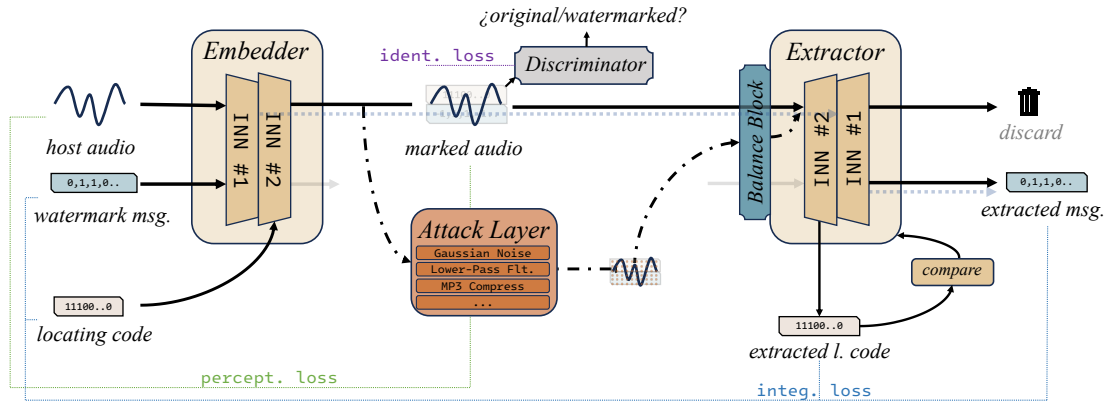 ¿original/watermarked?
Embedder
ident. loss
Discriminator
Extractor
host audio
INN #1
INN #2
11100..
marked audio
Balance Block
INN #2
INN #1
discard
0,1,1,0..
watermark msg.
0,1,1,0..
extracted msg.
Attack Layer
Gaussian Noise
Lower-Pass Flt.
MP3 Compress
...
compare
11100..0
locating code
11100..0
extracted l. code
percept. loss
integ. loss